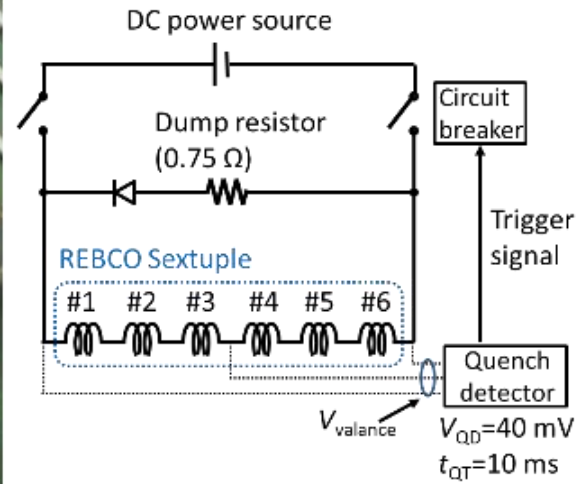 DC power source
Circuit
breaker
Dump resistor
(0.75 Ω)
Trigger
signal
REBCO Sextuple
#1 #2 #3 #4 #5 #6
Quench
detector
Vvalance
VQD=40 mV
tQT=10 ms